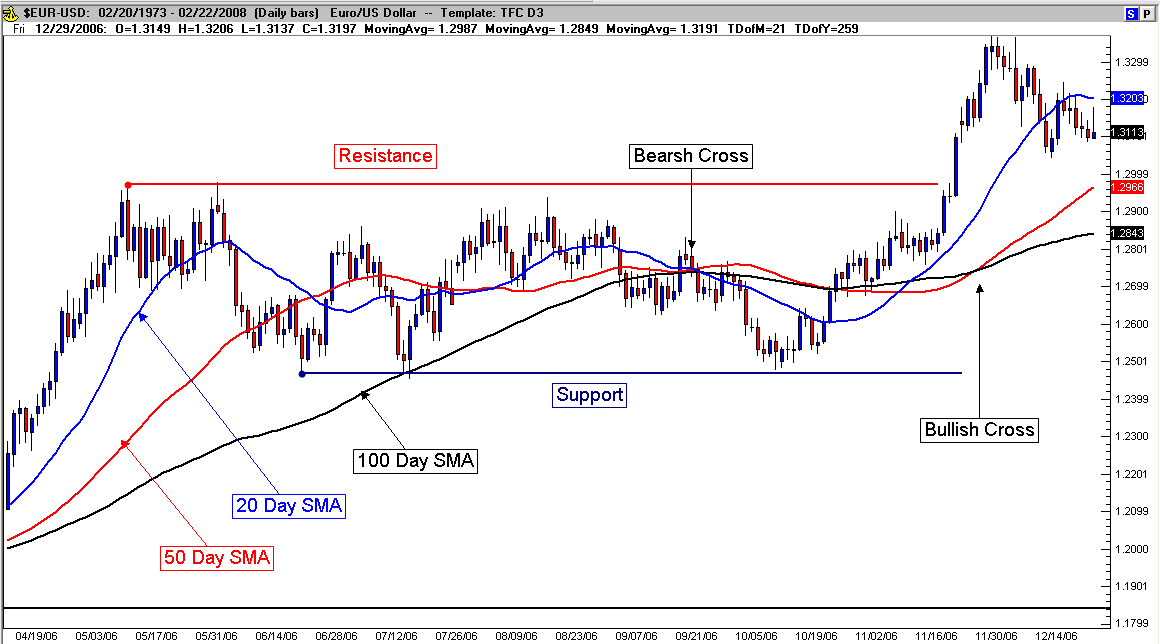 $EUR-USD: 02/20/1973 - 02/22/2008 (Daily bars) Euro/US Dollar -- Template: TFC D3
S P
Fri 12/29/2006: O=1.3149 H=1.3206 L=1.3137 C=1.3197 MovingAvg= 1.2987 MovingAvg= 1.2849 MovingAvg= 1.3191 TDofM=21 TDofY=259
1.3299
1.3203
1.3113
1.2999
1.2966
1.2900
1.2843
1.2801
1.2699
1.2600
1.2501
1.2399
1.2300
1.2201
1.2099
1.2000
1.1901
1.1799
Resistance
Bearsh Cross
Support
Bullish Cross
100 Day SMA
20 Day SMA
50 Day SMA
04/19/06 05/03/06 05/17/06 05/31/06 06/14/06 06/28/06 07/12/06 07/26/06 08/09/06 08/23/06 09/07/06 09/21/06 10/05/06 10/19/06 11/02/06 11/16/06 11/30/06 12/14/06